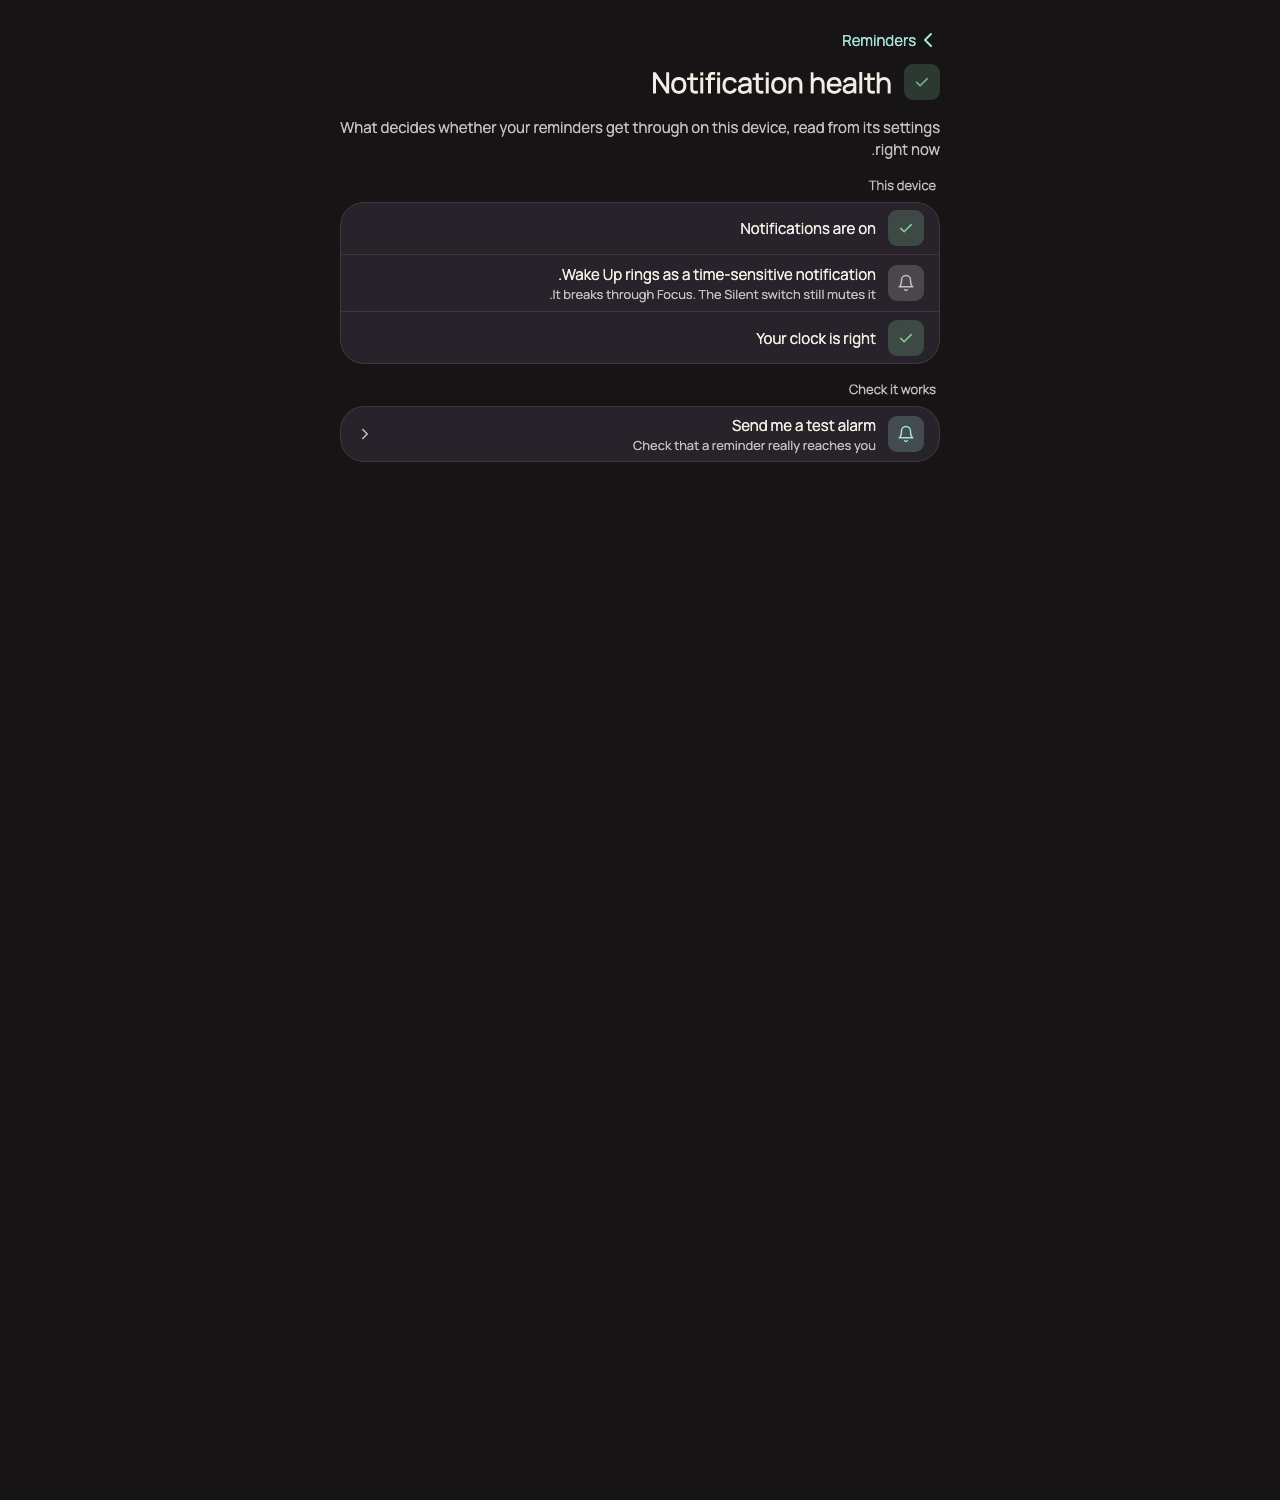 Reminders
Notification health
What decides whether your reminders get through on this device, read from its settings
.right now
This device
Notifications are on
.Wake Up rings as a time-sensitive notification
.It breaks through Focus. The Silent switch still mutes it
Your clock is right
Check it works
Send me a test alarm
Check that a reminder really reaches you